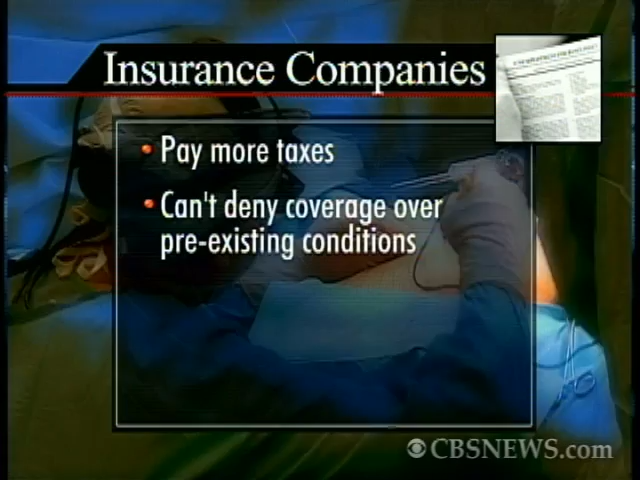 Insurance Companies
• Pay more taxes
• Can't deny coverage over
pre-existing conditions
CBSNEWS.com